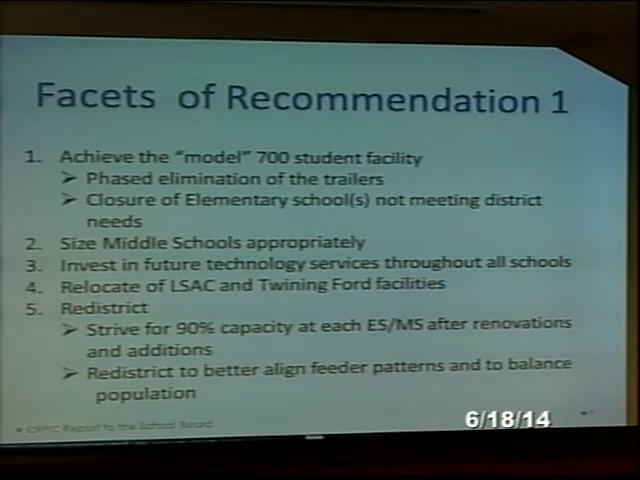 Facets of Recommendation 1
1. Achieve the "model" 700 student facility
➢ Phased elimination of the trailers
➢ Closure of Elementary school(s) not meeting district
needs
2. Size Middle Schools appropriately
3. Invest in future technology services throughout all schools
4. Relocate of LSAC and Twining Ford facilities
5. Redistrict
➢ Strive for 90% capacity at each ES/MS after renovations
and additions
➢ Redistrict to better align feeder patterns and to balance
population
Report to the School Board
6/18/14